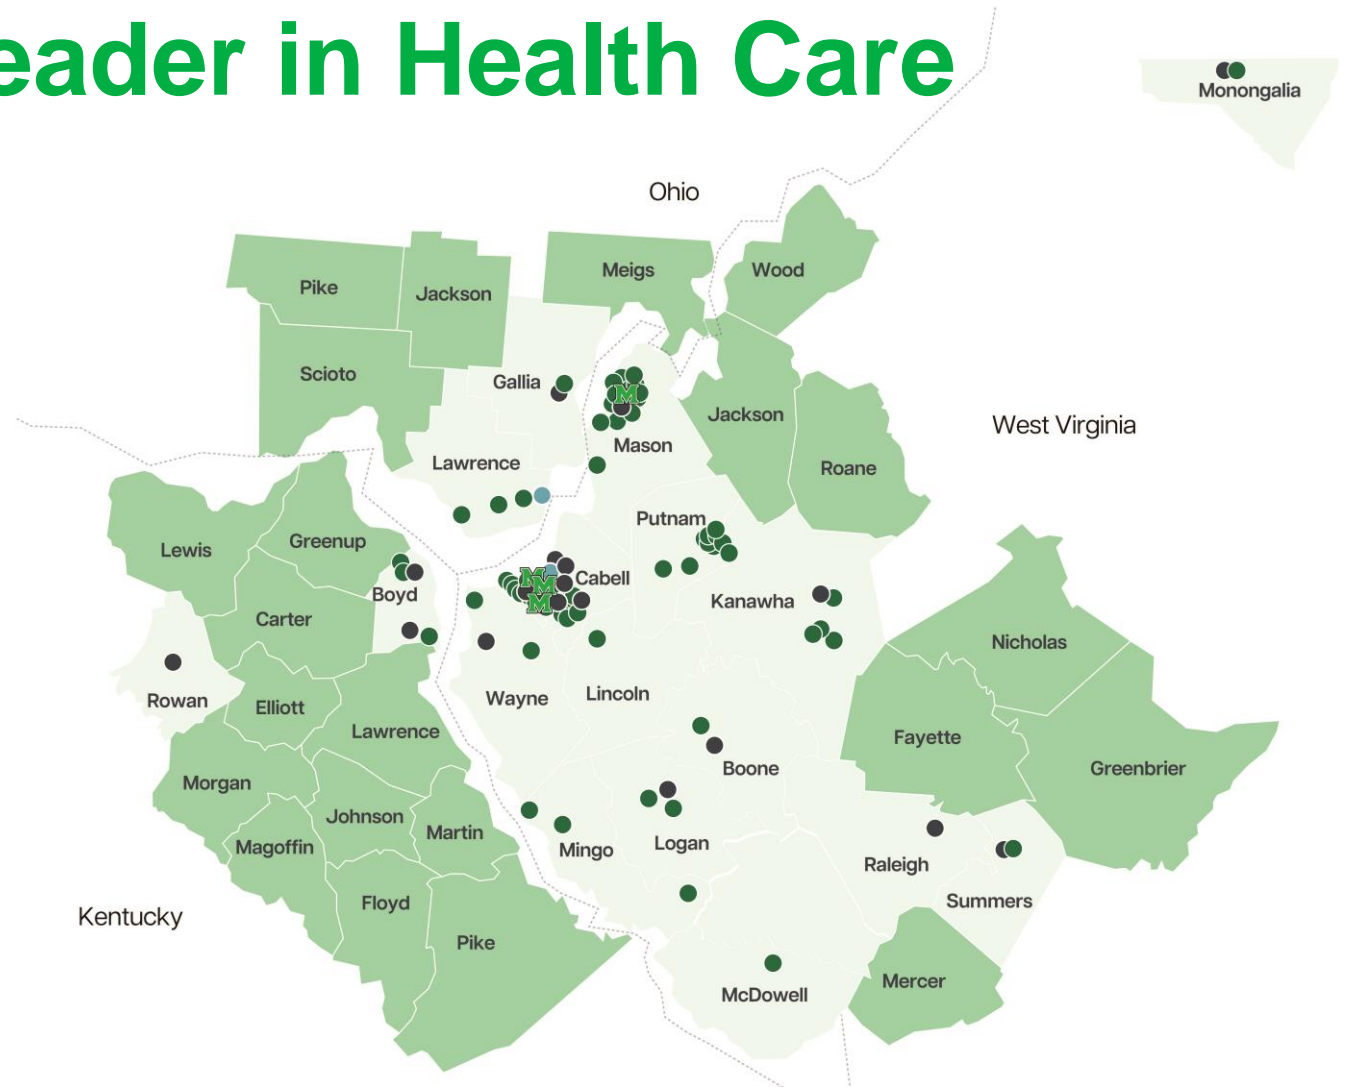 eader in Health Care
Monongalia
Ohio
Meigs
Wood
Pike
Jackson
Scioto
Gallia
Jackson
West Virginia
Mason
Lawrence
Roane
Putnam
Lewis
Greenup
Cabell
Boyd
Kanawha
Carter
Nicholas
Rowan
Elliott
Wayne
Lincoln
Lawrence
Fayette
Boone
Greenbrier
Morgan
Johnson
Martin
Magoffin
Mingo
Logan
Raleigh
Floyd
Summers
Kentucky
Pike
Mercer
McDowell
M
M
M
M